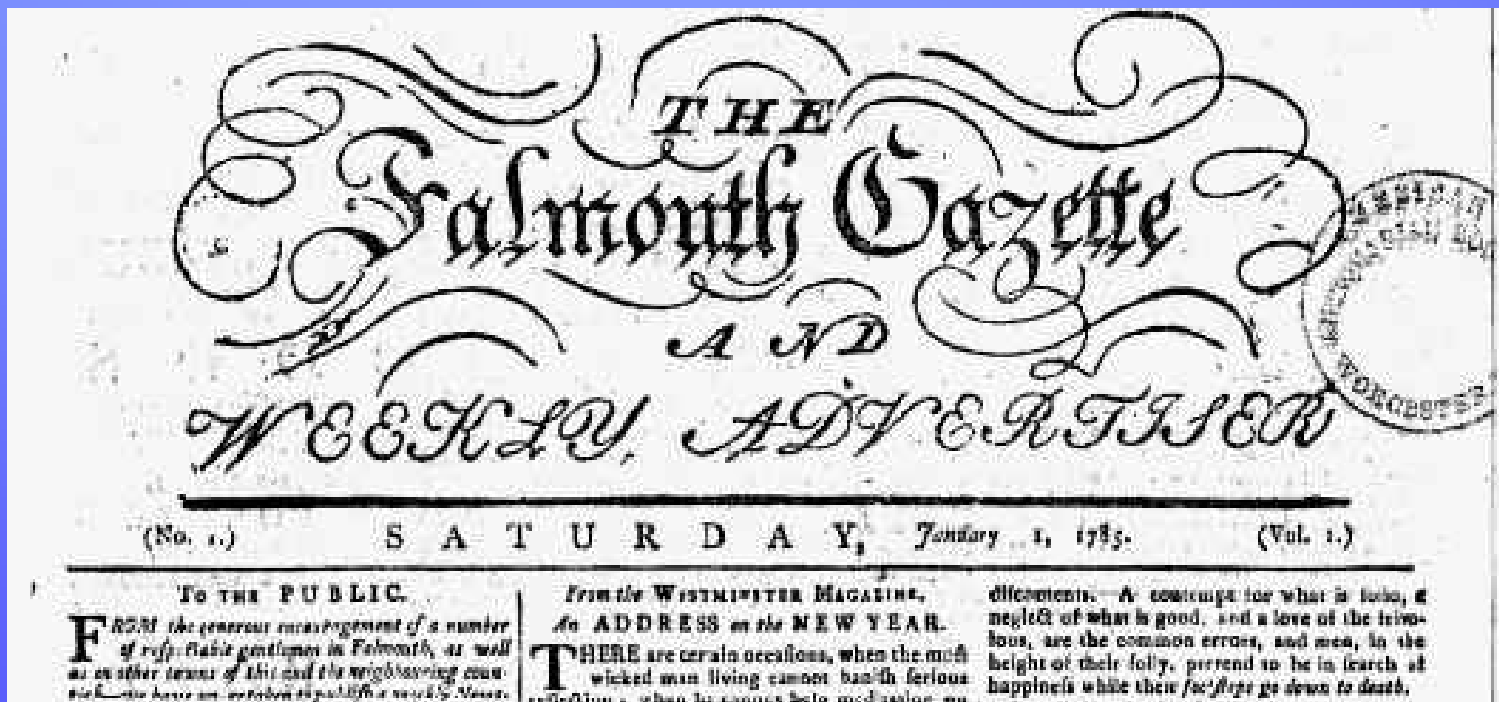 THE
Falmouth Gazette
AND
WEEKLY ADVERTISER
(No. 1.) SATURDAY, January 1, 1785. (Vol. 1.)
To the PUBLIC.
FROM the generous encouragement of a number
of respectable gentlemen in Falmouth, as well
as in other towns of this and the neighbouring coun-
From the Westminster Magazine.
An ADDRESS on the NEW YEAR.
THERE are certain occasions, when the most
wicked man living cannot banish serious
discontents. A contempt for what is solid, a
neglect of what is good, and a love of the frivo-
lous, are the common errors, and men, in the
height of their folly, pretend to be in search of
happiness while their footsteps go down to death.
WORCESTER